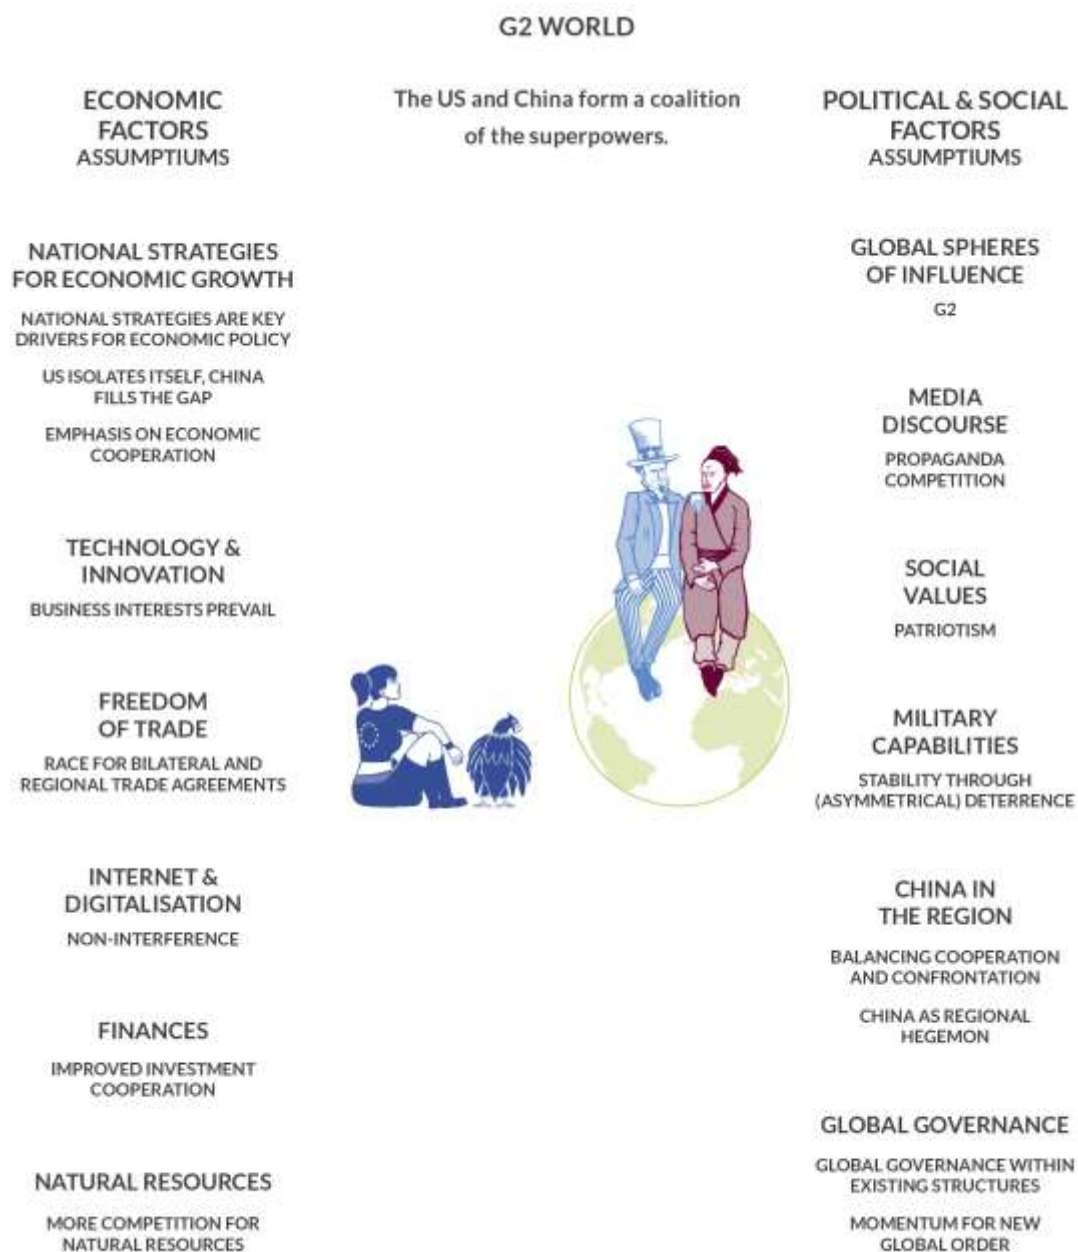 G2 WORLD
The US and China form a coalition
of the superpowers.
ECONOMIC
FACTORS
ASSUMPTIUMS
NATIONAL STRATEGIES
FOR ECONOMIC GROWTH
NATIONAL STRATEGIES ARE KEY
DRIVERS FOR ECONOMIC POLICY
US ISOLATES ITSELF, CHINA
FILLS THE GAP
EMPHASIS ON ECONOMIC
COOPERATION
TECHNOLOGY &
INNOVATION
BUSINESS INTERESTS PREVAIL
FREEDOM
OF TRADE
RACE FOR BILATERAL AND
REGIONAL TRADE AGREEMENTS
INTERNET &
DIGITALISATION
NON-INTERFERENCE
FINANCES
IMPROVED INVESTMENT
COOPERATION
NATURAL RESOURCES
MORE COMPETITION FOR
NATURAL RESOURCES
POLITICAL & SOCIAL
FACTORS
ASSUMPTIUMS
GLOBAL SPHERES
OF INFLUENCE
G2
MEDIA
DISCOURSE
PROPAGANDA
COMPETITION
SOCIAL
VALUES
PATRIOTISM
MILITARY
CAPABILITIES
STABILITY THROUGH
(ASYMMETRICAL) DETERRENCE
CHINA IN
THE REGION
BALANCING COOPERATION
AND CONFRONTATION
CHINA AS REGIONAL
HEGEMON
GLOBAL GOVERNANCE
GLOBAL GOVERNANCE WITHIN
EXISTING STRUCTURES
MOMENTUM FOR NEW
GLOBAL ORDER